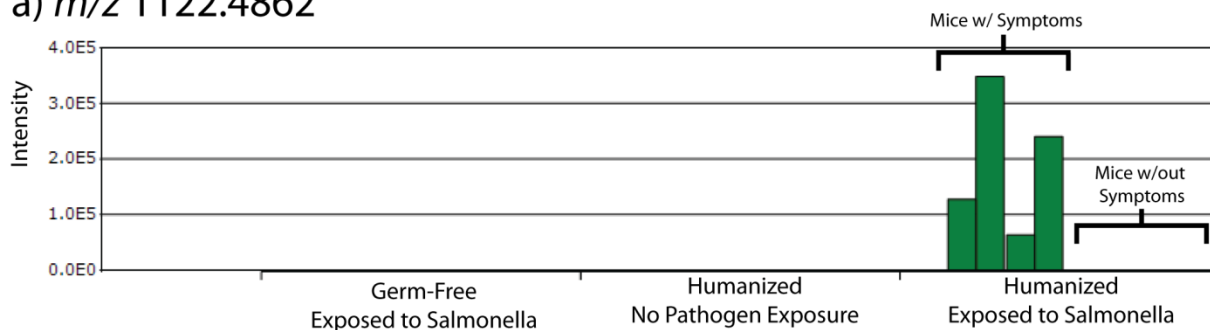 a) m/z 1122.4862
Mice w/ Symptoms
Intensity
4.0E5
3.0E5
2.0E5
1.0E5
0.0E0
Mice w/out
Symptoms
Germ-Free
Exposed to Salmonella
Humanized
No Pathogen Exposure
Humanized
Exposed to Salmonella